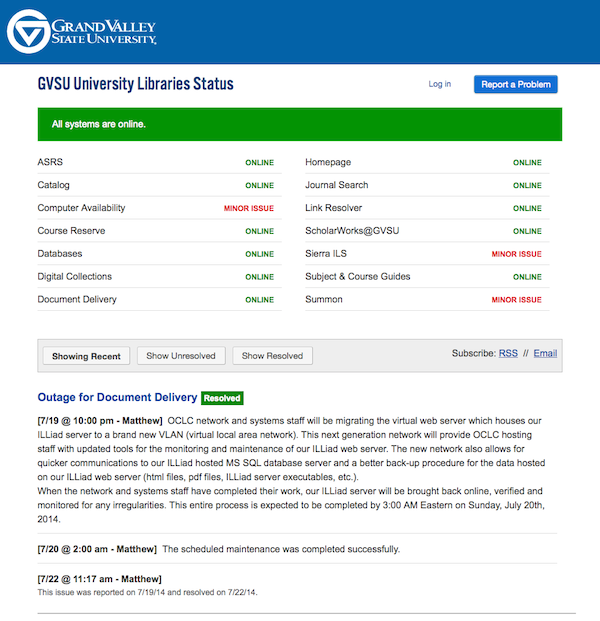 GRAND VALLEY
STATE UNIVERSITY
GVSU University Libraries Status
Log in
Report a Problem
All systems are online.
ASRS ONLINE
Homepage ONLINE
Catalog ONLINE
Journal Search ONLINE
Computer Availability MINOR ISSUE
Link Resolver ONLINE
Course Reserve ONLINE
ScholarWorks@GVSU ONLINE
Databases ONLINE
Sierra ILS MINOR ISSUE
Digital Collections ONLINE
Subject & Course Guides ONLINE
Document Delivery ONLINE
Summon MINOR ISSUE
Showing Recent
Show Unresolved
Show Resolved
Subscribe: RSS // Email
Outage for Document Delivery Resolved
[7/19 @ 10:00 pm - Matthew] OCLC network and systems staff will be migrating the virtual web server which houses our
ILLiad server to a brand new VLAN (virtual local area network). This next generation network will provide OCLC hosting
staff with updated tools for the monitoring and maintenance of our ILLiad web server. The new network also allows for
quicker communications to our ILLiad hosted MS SQL database server and a better back-up procedure for the data hosted
on our ILLiad web server (html files, pdf files, ILLiad server executables, etc.).
When the network and systems staff have completed their work, our ILLiad server will be brought back online, verified and
monitored for any irregularities. This entire process is expected to be completed by 3:00 AM Eastern on Sunday, July 20th,
2014.
[7/20 @ 2:00 am - Matthew] The scheduled maintenance was completed successfully.
[7/22 @ 11:17 am - Matthew]
This issue was reported on 7/19/14 and resolved on 7/22/14.